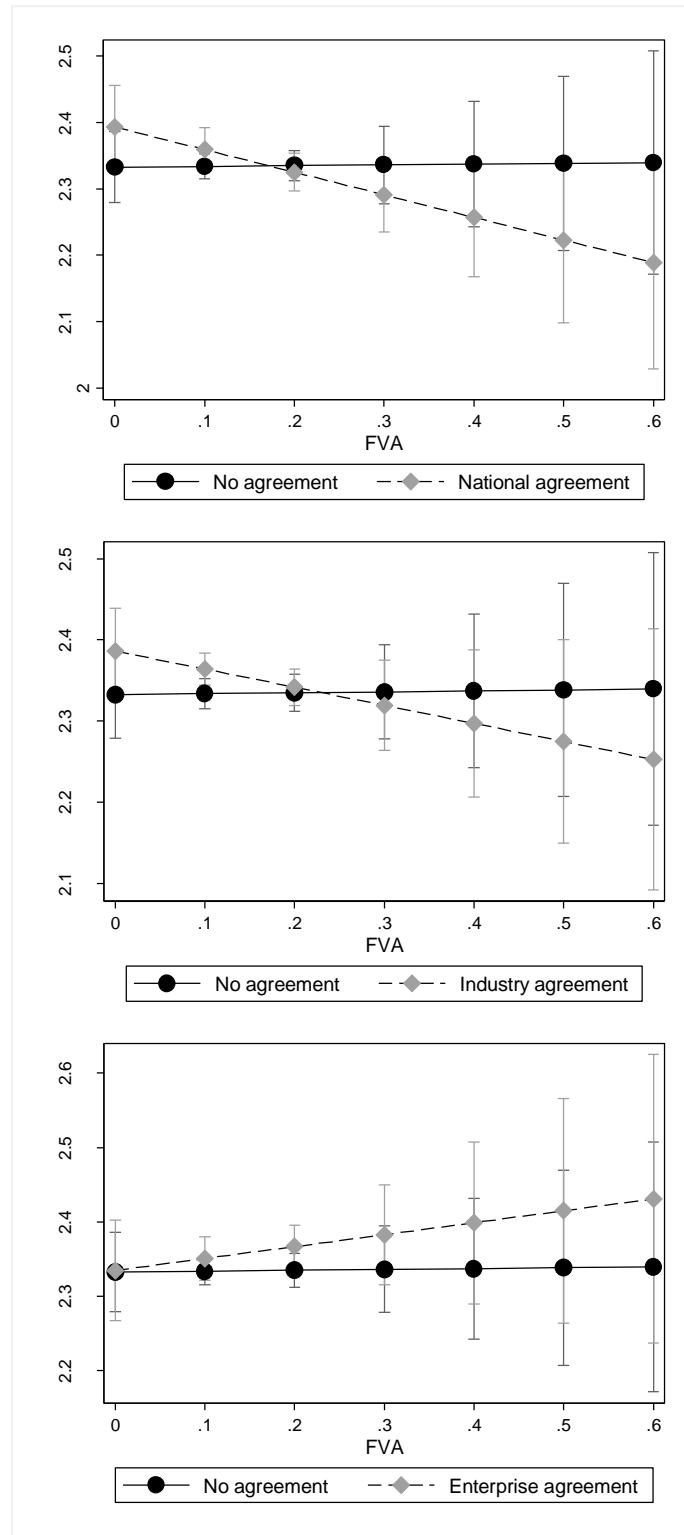 2.5
2.4
2.3
2.2
2.1
2
0 .1 .2 .3 .4 .5 .6
FVA
No agreement National agreement
2.5
2.4
2.3
2.2
2.1
0 .1 .2 .3 .4 .5 .6
FVA
No agreement Industry agreement
2.6
2.5
2.4
2.3
2.2
0 .1 .2 .3 .4 .5 .6
FVA
No agreement Enterprise agreement